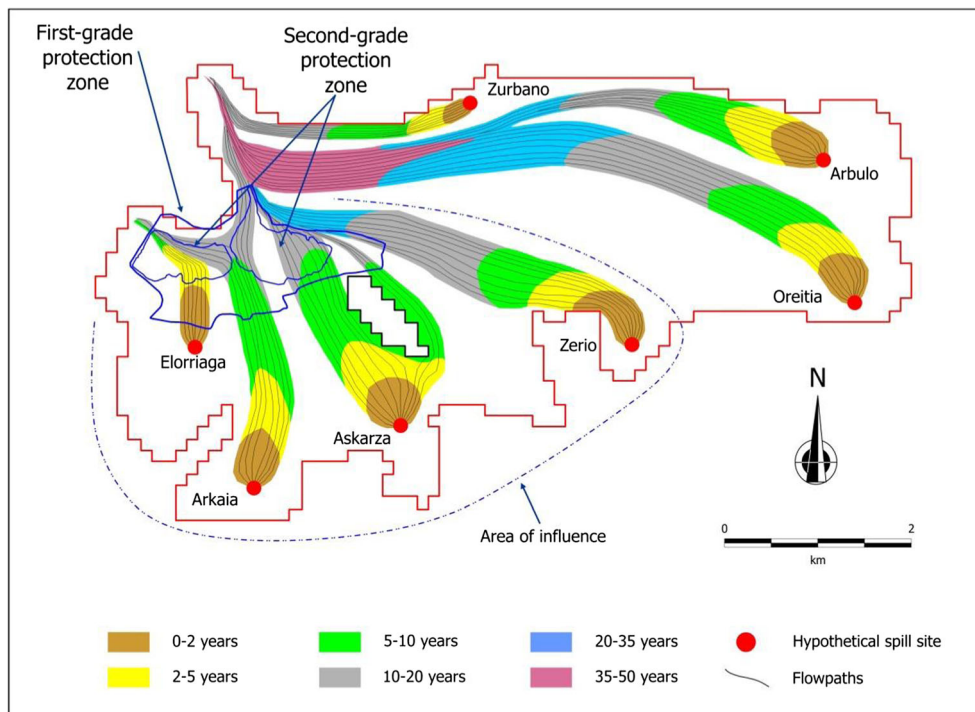 First-grade
protection
zone
Second-grade
protection
zone
Zurbano
Arbulo
Oreitia
Zerio
Elorriaga
Askarza
Arkaia
N
Area of influence
0
2
km
0-2 years
5-10 years
20-35 years
Hypothetical spill site
2-5 years
10-20 years
35-50 years
Flowpaths